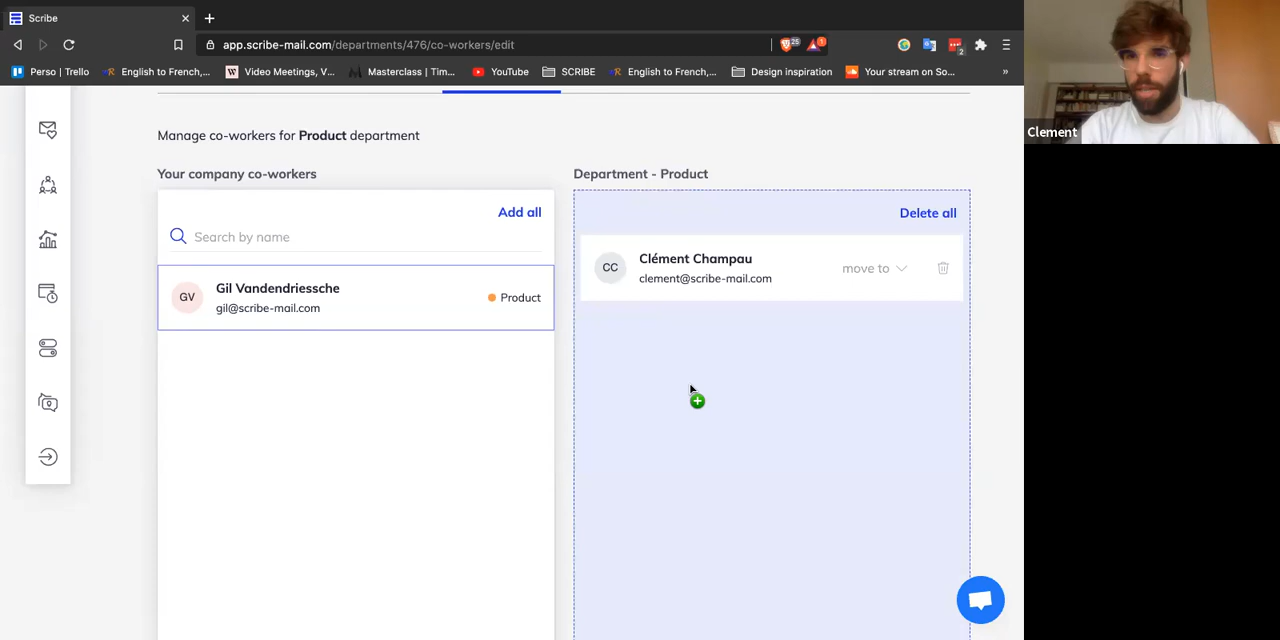 Scribe
app.scribe-mail.com/departments/476/co-workers/edit
25
1
2
Perso | Trello
English to French,...
Video Meetings, V...
Masterclass | Tim...
YouTube
SCRIBE
English to French,...
Design inspiration
Your stream on So...
»
Clement
Manage co-workers for Product department
Your company co-workers
Department - Product
Add all
Delete all
Search by name
CC
Clément Champau
clement@scribe-mail.com
move to
GV
Gil Vandendriessche
gil@scribe-mail.com
Product